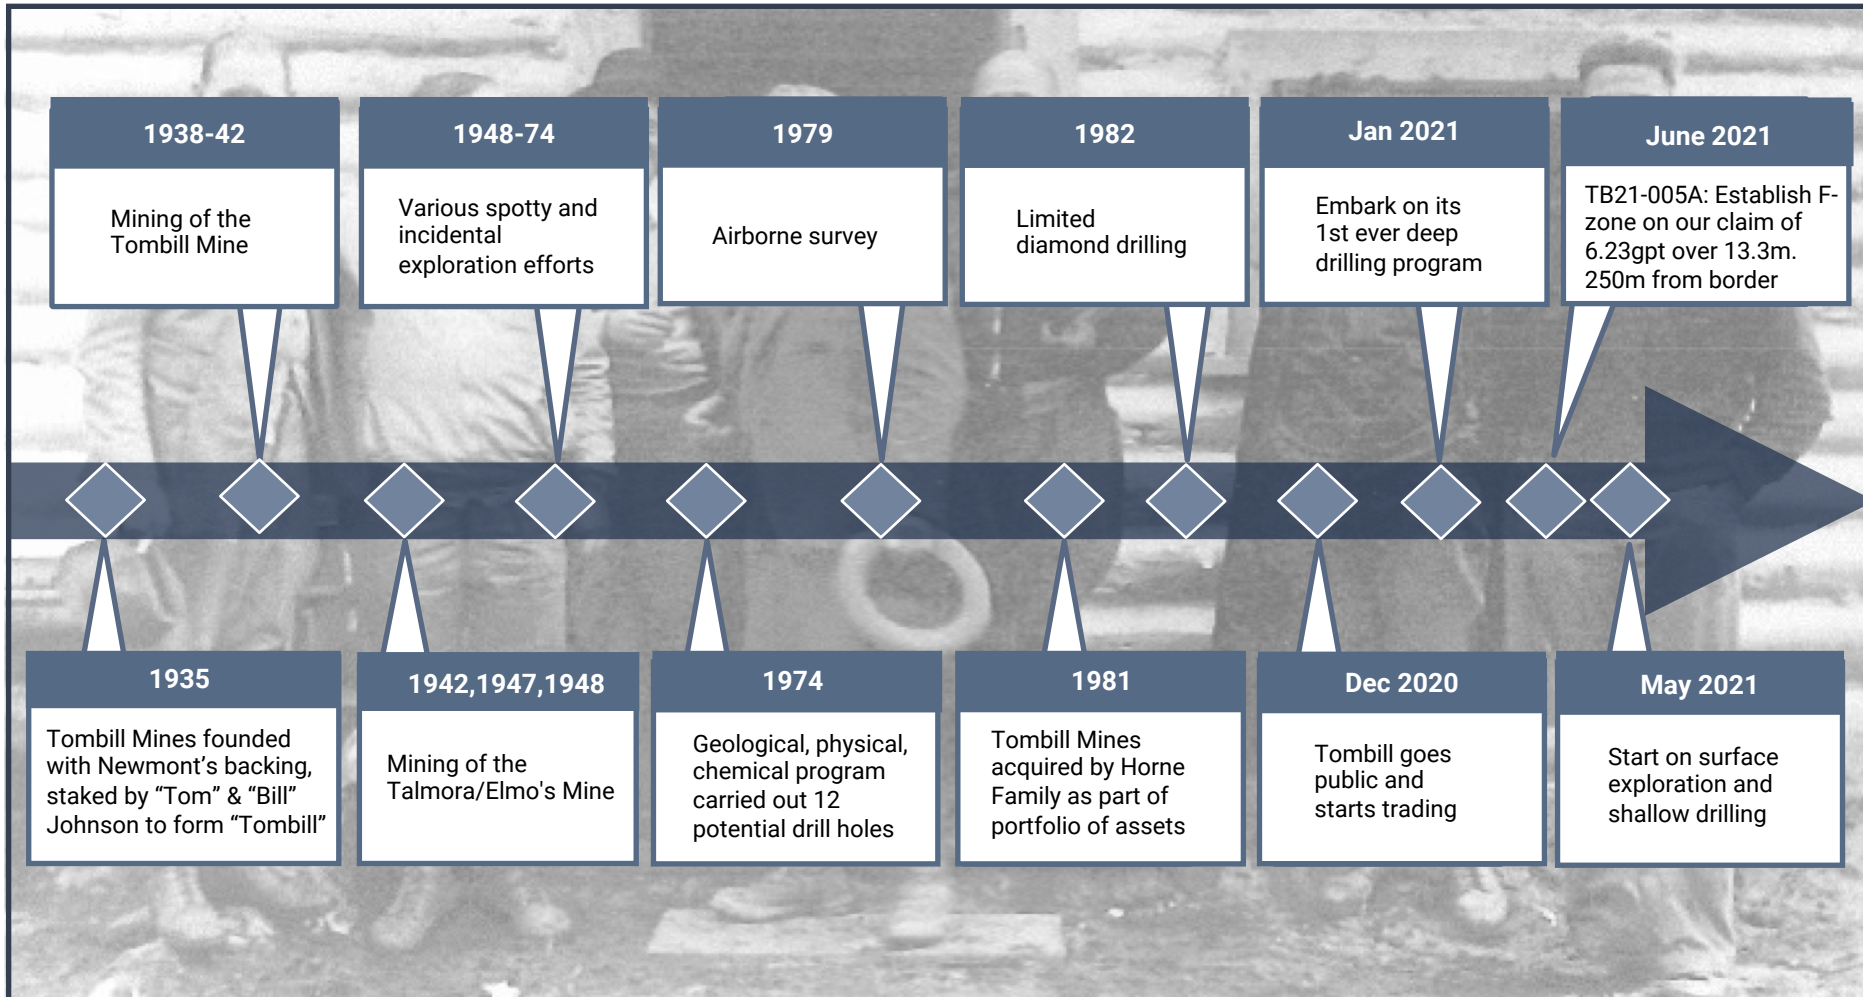 1938-42
Mining of the
Tombill Mine
1948-74
Various spotty and
incidental
exploration efforts
1979
Airborne survey
1982
Limited
diamond drilling
Jan 2021
Embark on its
1st ever deep
drilling program
June 2021
TB21-005A: Establish F-
zone on our claim of
6.23gpt over 13.3m.
250m from border
1935
Tombill Mines founded
with Newmont’s backing,
staked by “Tom” & “Bill”
Johnson to form “Tombill”
1942,1947,1948
Mining of the
Talmora/Elmo's Mine
1974
Geological, physical,
chemical program
carried out 12
potential drill holes
1981
Tombill Mines
acquired by Horne
Family as part of
portfolio of assets
Dec 2020
Tombill goes
public and
starts trading
May 2021
Start on surface
exploration and
shallow drilling